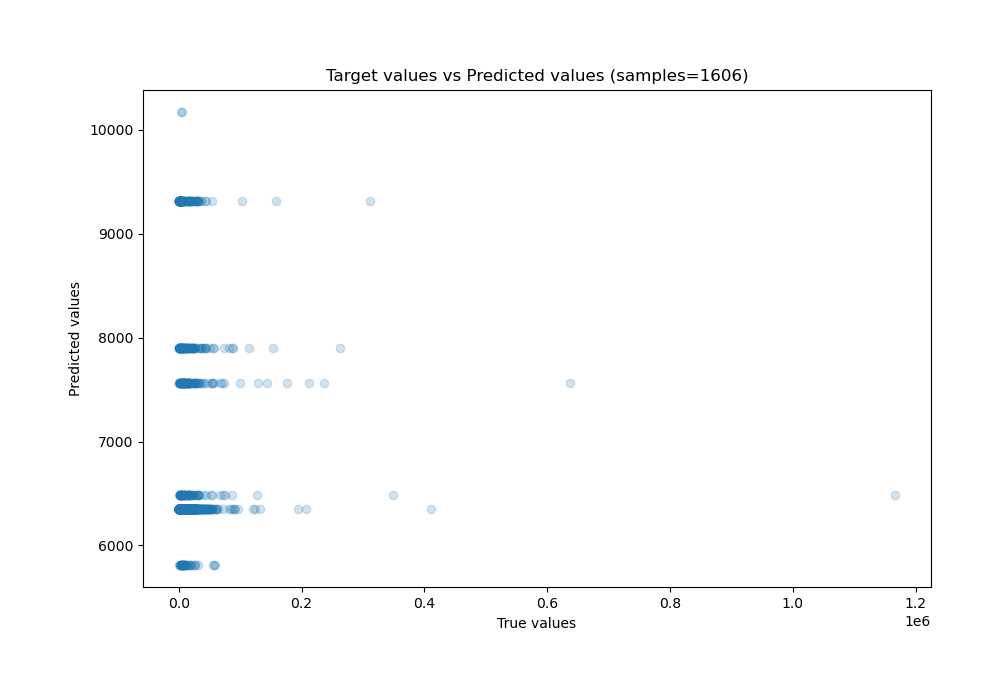 Target values vs Predicted values (samples=1606)
10000
9000
8000
7000
6000
Predicted values
0.0 0.2 0.4 0.6 0.8 1.0 1.2
1e6
True values